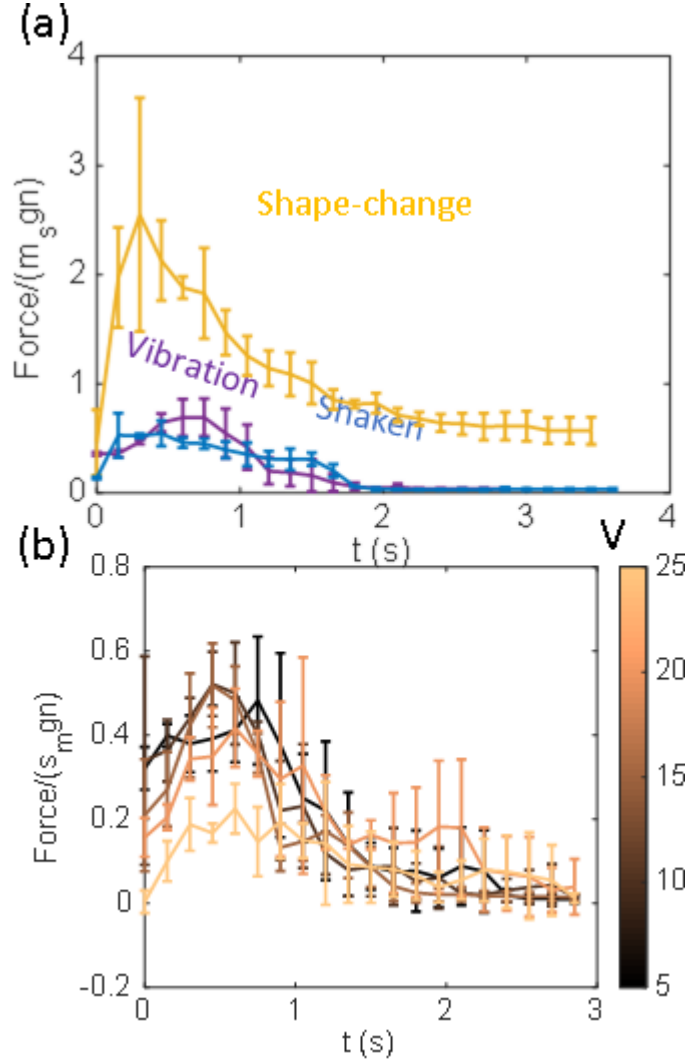 (a)
4
3
2
1
0
Force/(m_sgn)
Shape-change
Vibration
Shaken
0 1 2 3 4
t (s)
(b)
V
0.8
0.6
0.4
0.2
0
-0.2
Force/(s_mgn)
0 1 2 3
t (s)
25
20
15
10
5